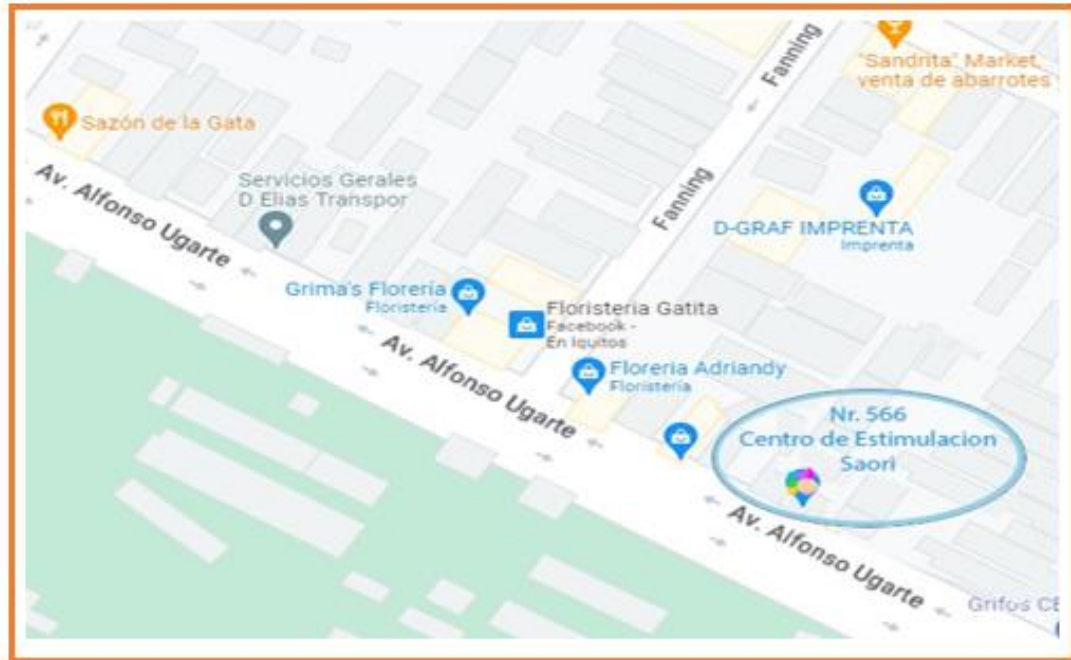 Fanning
"Sandrita" Market,
venta de abarrotes
Sazón de la Gata
Av. Alfonso Ugarte
Servicios Gerales
D Elias Transpor
Fanning
D-GRAF IMPRENTA
Imprenta
Grima's Florería
Floristería
Floristeria Gatita
Facebook -
En Iquitos
Av. Alfonso Ugarte
Floreria Adriandy
Floristería
Nr. 566
Centro de Estimulacion
Saori
Av. Alfonso Ugarte
Grifos CE